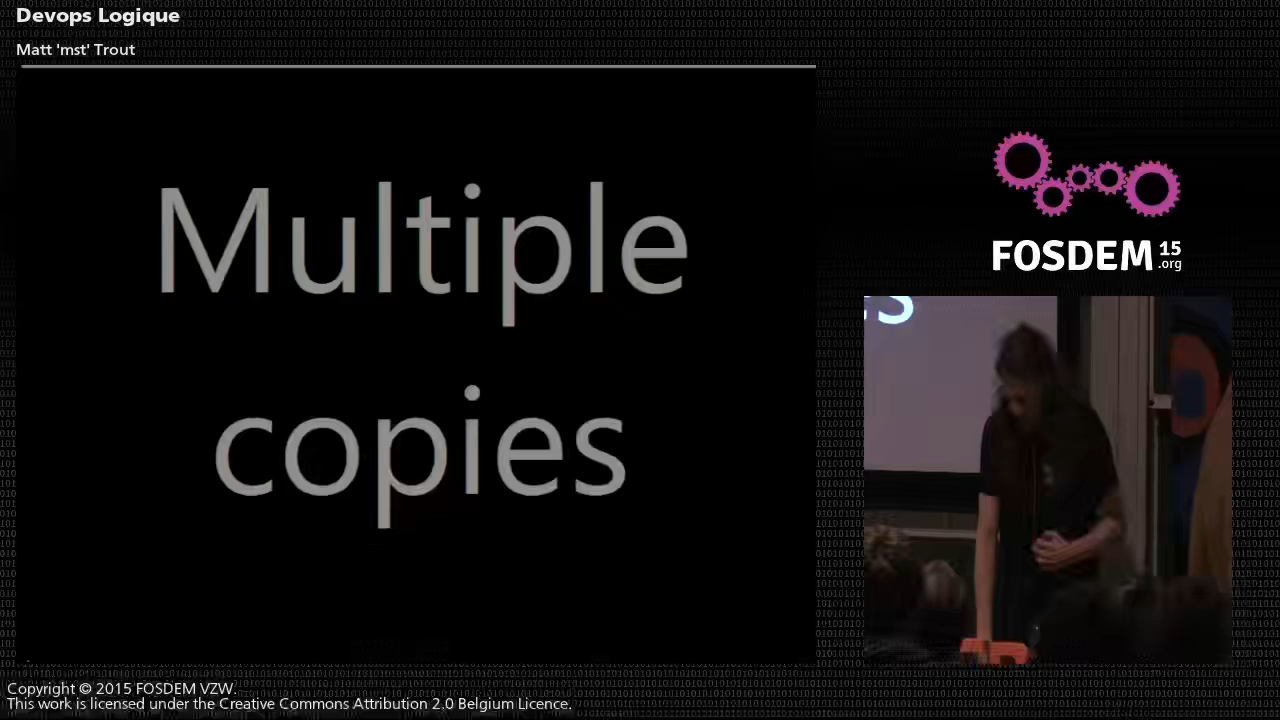 Devops Logique
Matt 'mst' Trout
Multiple
copies
FOSDEM 15
.org
S
Copyright © 2015 FOSDEM VZW.
This work is licensed under the Creative Commons Attribution 2.0 Belgium Licence.